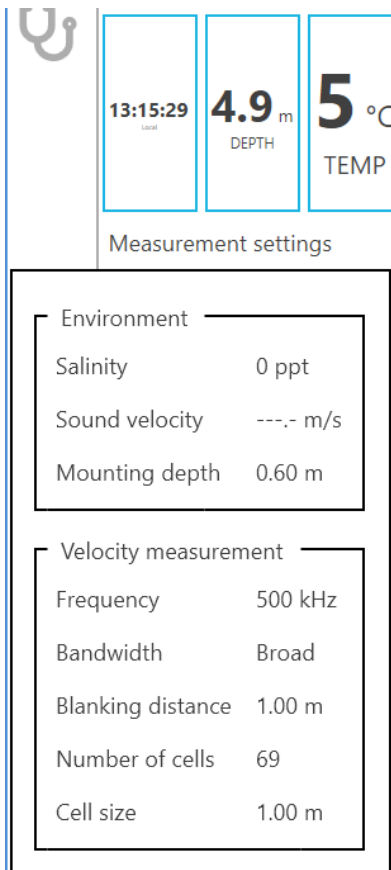 13:15:29
Local
4.9 m
DEPTH
5 °C
TEMP
Measurement settings
Environment
Salinity 0 ppt
Sound velocity ---.- m/s
Mounting depth 0.60 m
Velocity measurement
Frequency 500 kHz
Bandwidth Broad
Blanking distance 1.00 m
Number of cells 69
Cell size 1.00 m